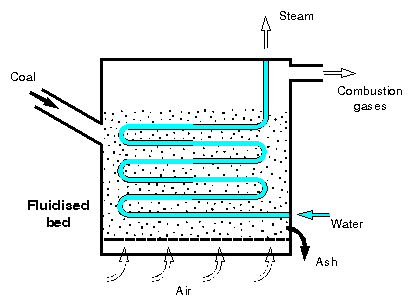 Steam
Coal
Combustion
gases
Fluidised
bed
Water
Ash
Air